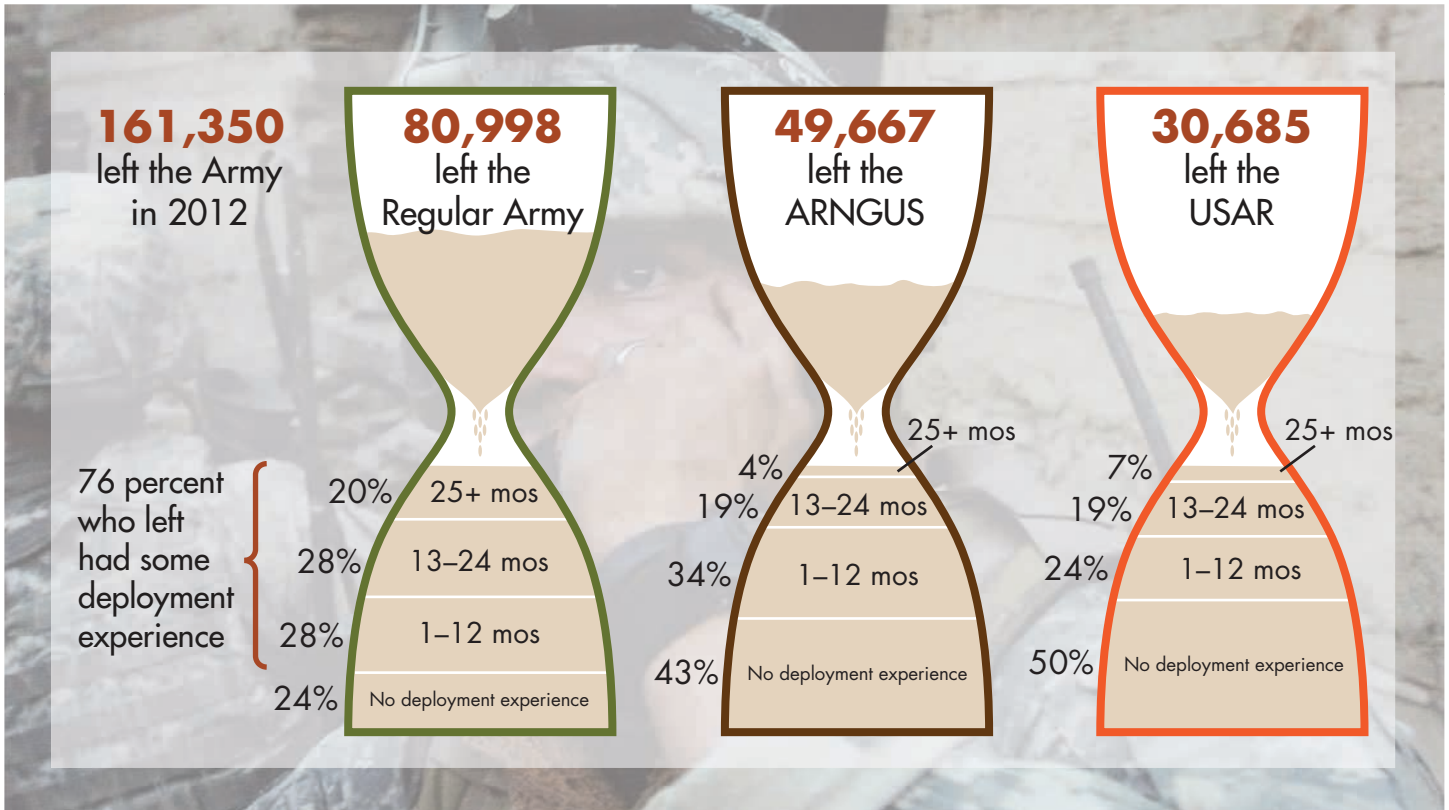 161,350
left the Army
in 2012
80,998
left the
Regular Army
49,667
left the
ARNGUS
30,685
left the
USAR
76 percent
who left
had some
deployment
experience
20%
25+ mos
28%
13–24 mos
28%
1–12 mos
24%
No deployment experience
25+ mos
4%
19%
13–24 mos
34%
1–12 mos
43%
No deployment experience
25+ mos
7%
19%
13–24 mos
24%
1–12 mos
50%
No deployment experience